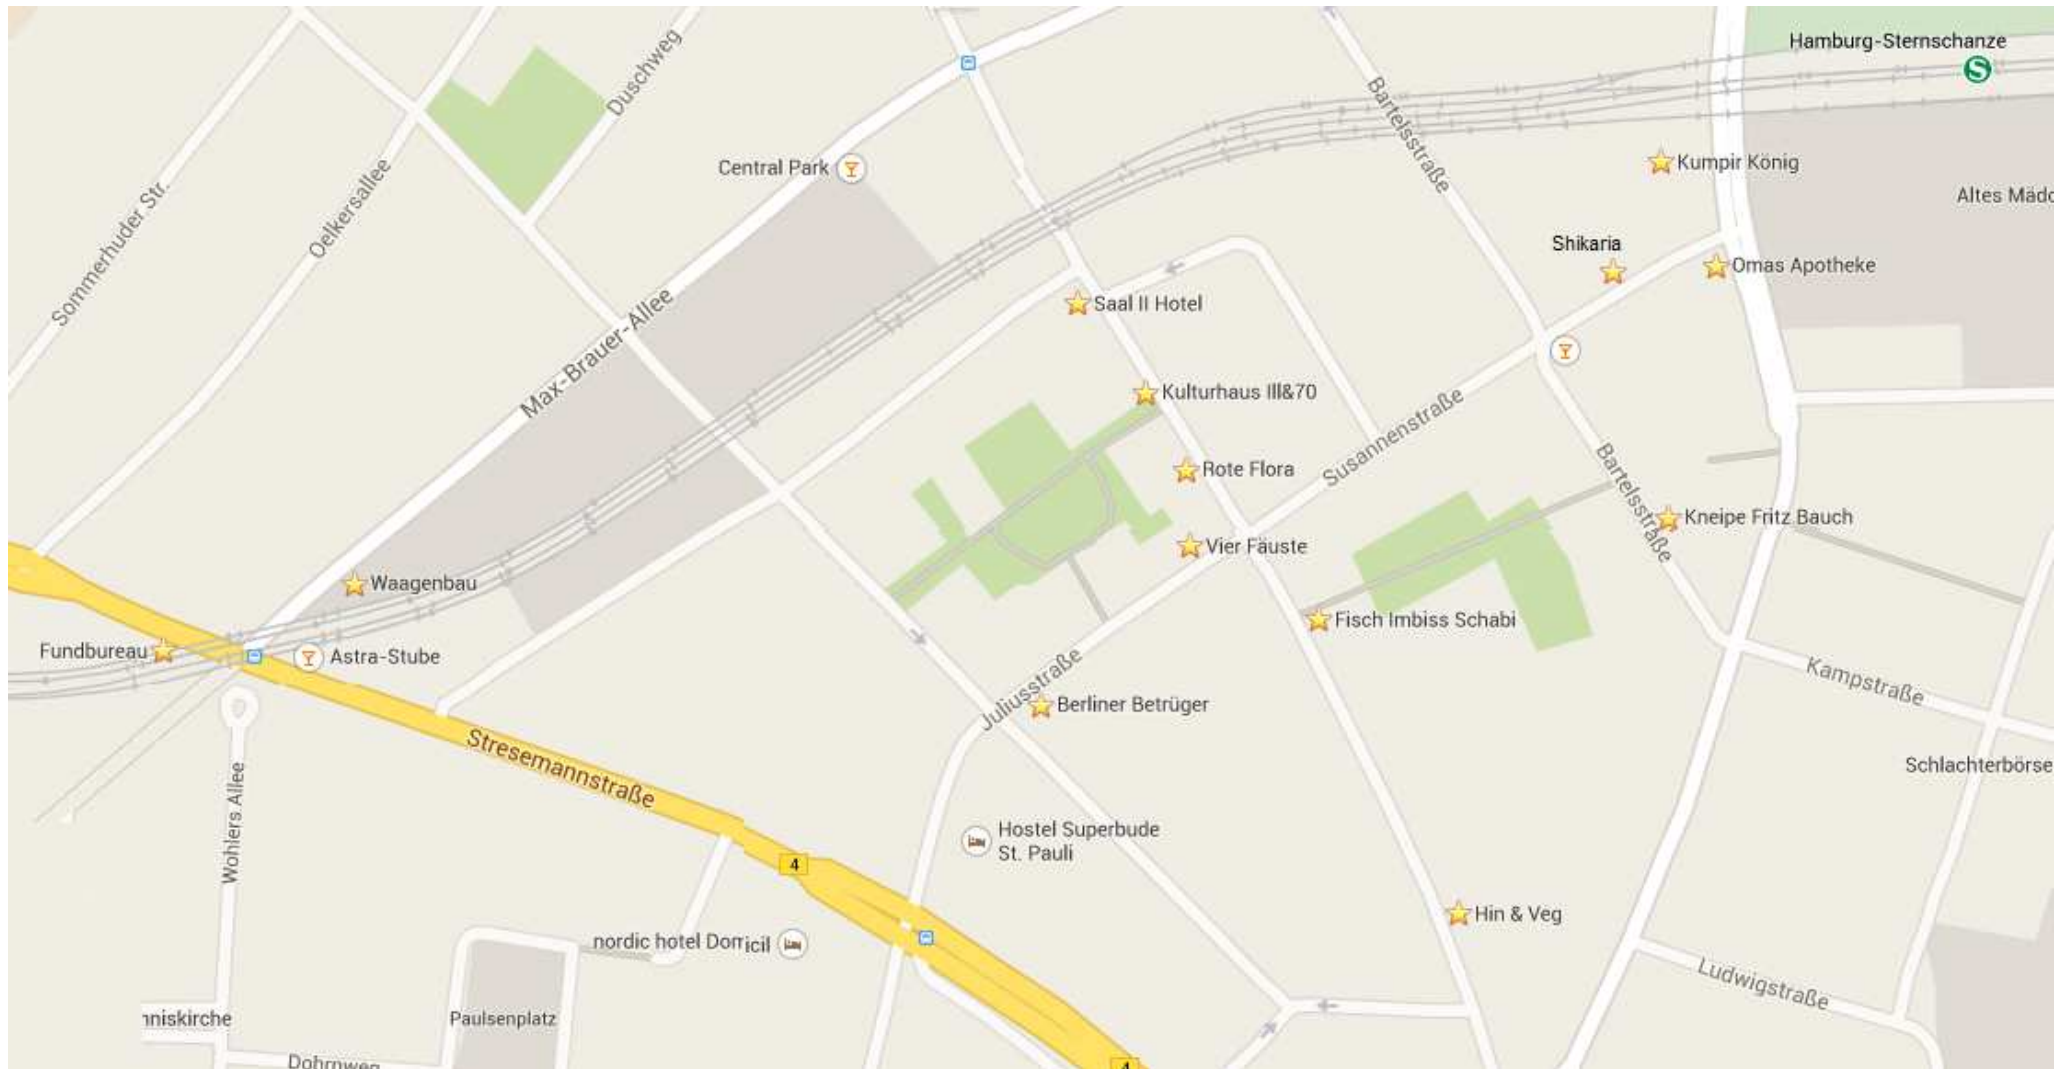 Hamburg-Sternschanze
S
Duschweg
Bartelsstraße
Central Park
Kumpir König
Altes Mädc
Sommerhuder Str.
Oelkersallee
Shikaria
Omas Apotheke
Saal II Hotel
Max-Brauer-Allee
Kulturhaus III&70
Susannenstraße
Rote Flora
Bartelsstraße
Kneipe Fritz Bauch
Vier Fäuste
Waagenbau
Fisch Imbiss Schabi
Fundbureau
Astra-Stube
Juliusstraße
Kampstraße
Berliner Betrüger
Stresemannstraße
Schlachterbörse
Wohlers Allee
Hostel Superbude
St. Pauli
4
Hin & Veg
nordic hotel Domicil
Ludwigstraße
nniskirche
Paulsenplatz
Dohrnweg
4